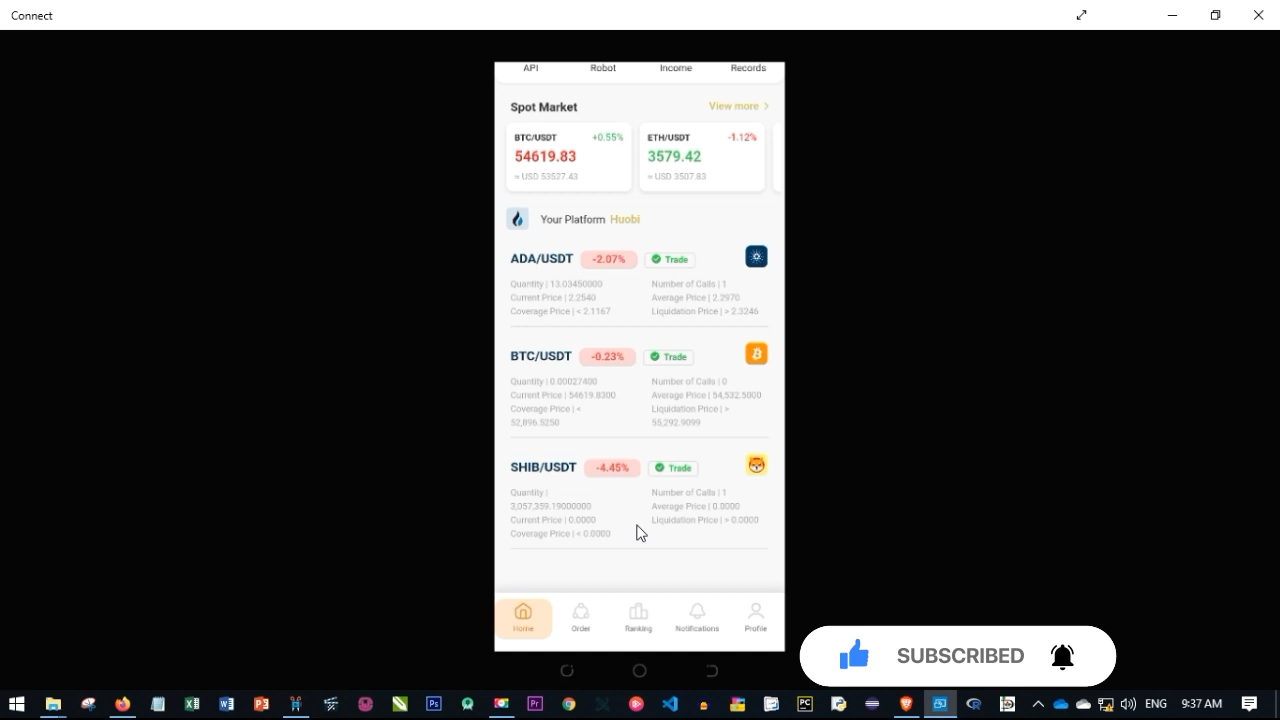 Connect
API Robot Income Records
Spot Market View more >
BTC/USDT +0.55% ETH/USDT -1.12%
54619.83 3579.42
≈ USD 53527.43 ≈ USD 3507.83
Your Platform Huobi
ADA/USDT -2.07% Trade
Quantity | 13.03450000 Number of Calls | 1
Current Price | 2.2540 Average Price | 2.2970
Coverage Price | < 2.1167 Liquidation Price | > 2.3246
BTC/USDT -0.23% Trade
Quantity | 0.00027400 Number of Calls | 0
Current Price | 54619.8300 Average Price | 54,532.5000
Coverage Price | < Liquidation Price | >
52,896.5250 55,292.9099
SHIB/USDT -4.45% Trade
Quantity | Number of Calls | 1
3,057,359.19000000 Average Price | 0.0000
Current Price | 0.0000 Liquidation Price | > 0.0000
Coverage Price | < 0.0000
Home Order Ranking Notifications Profile
SUBSCRIBED
ENG 9:37 AM